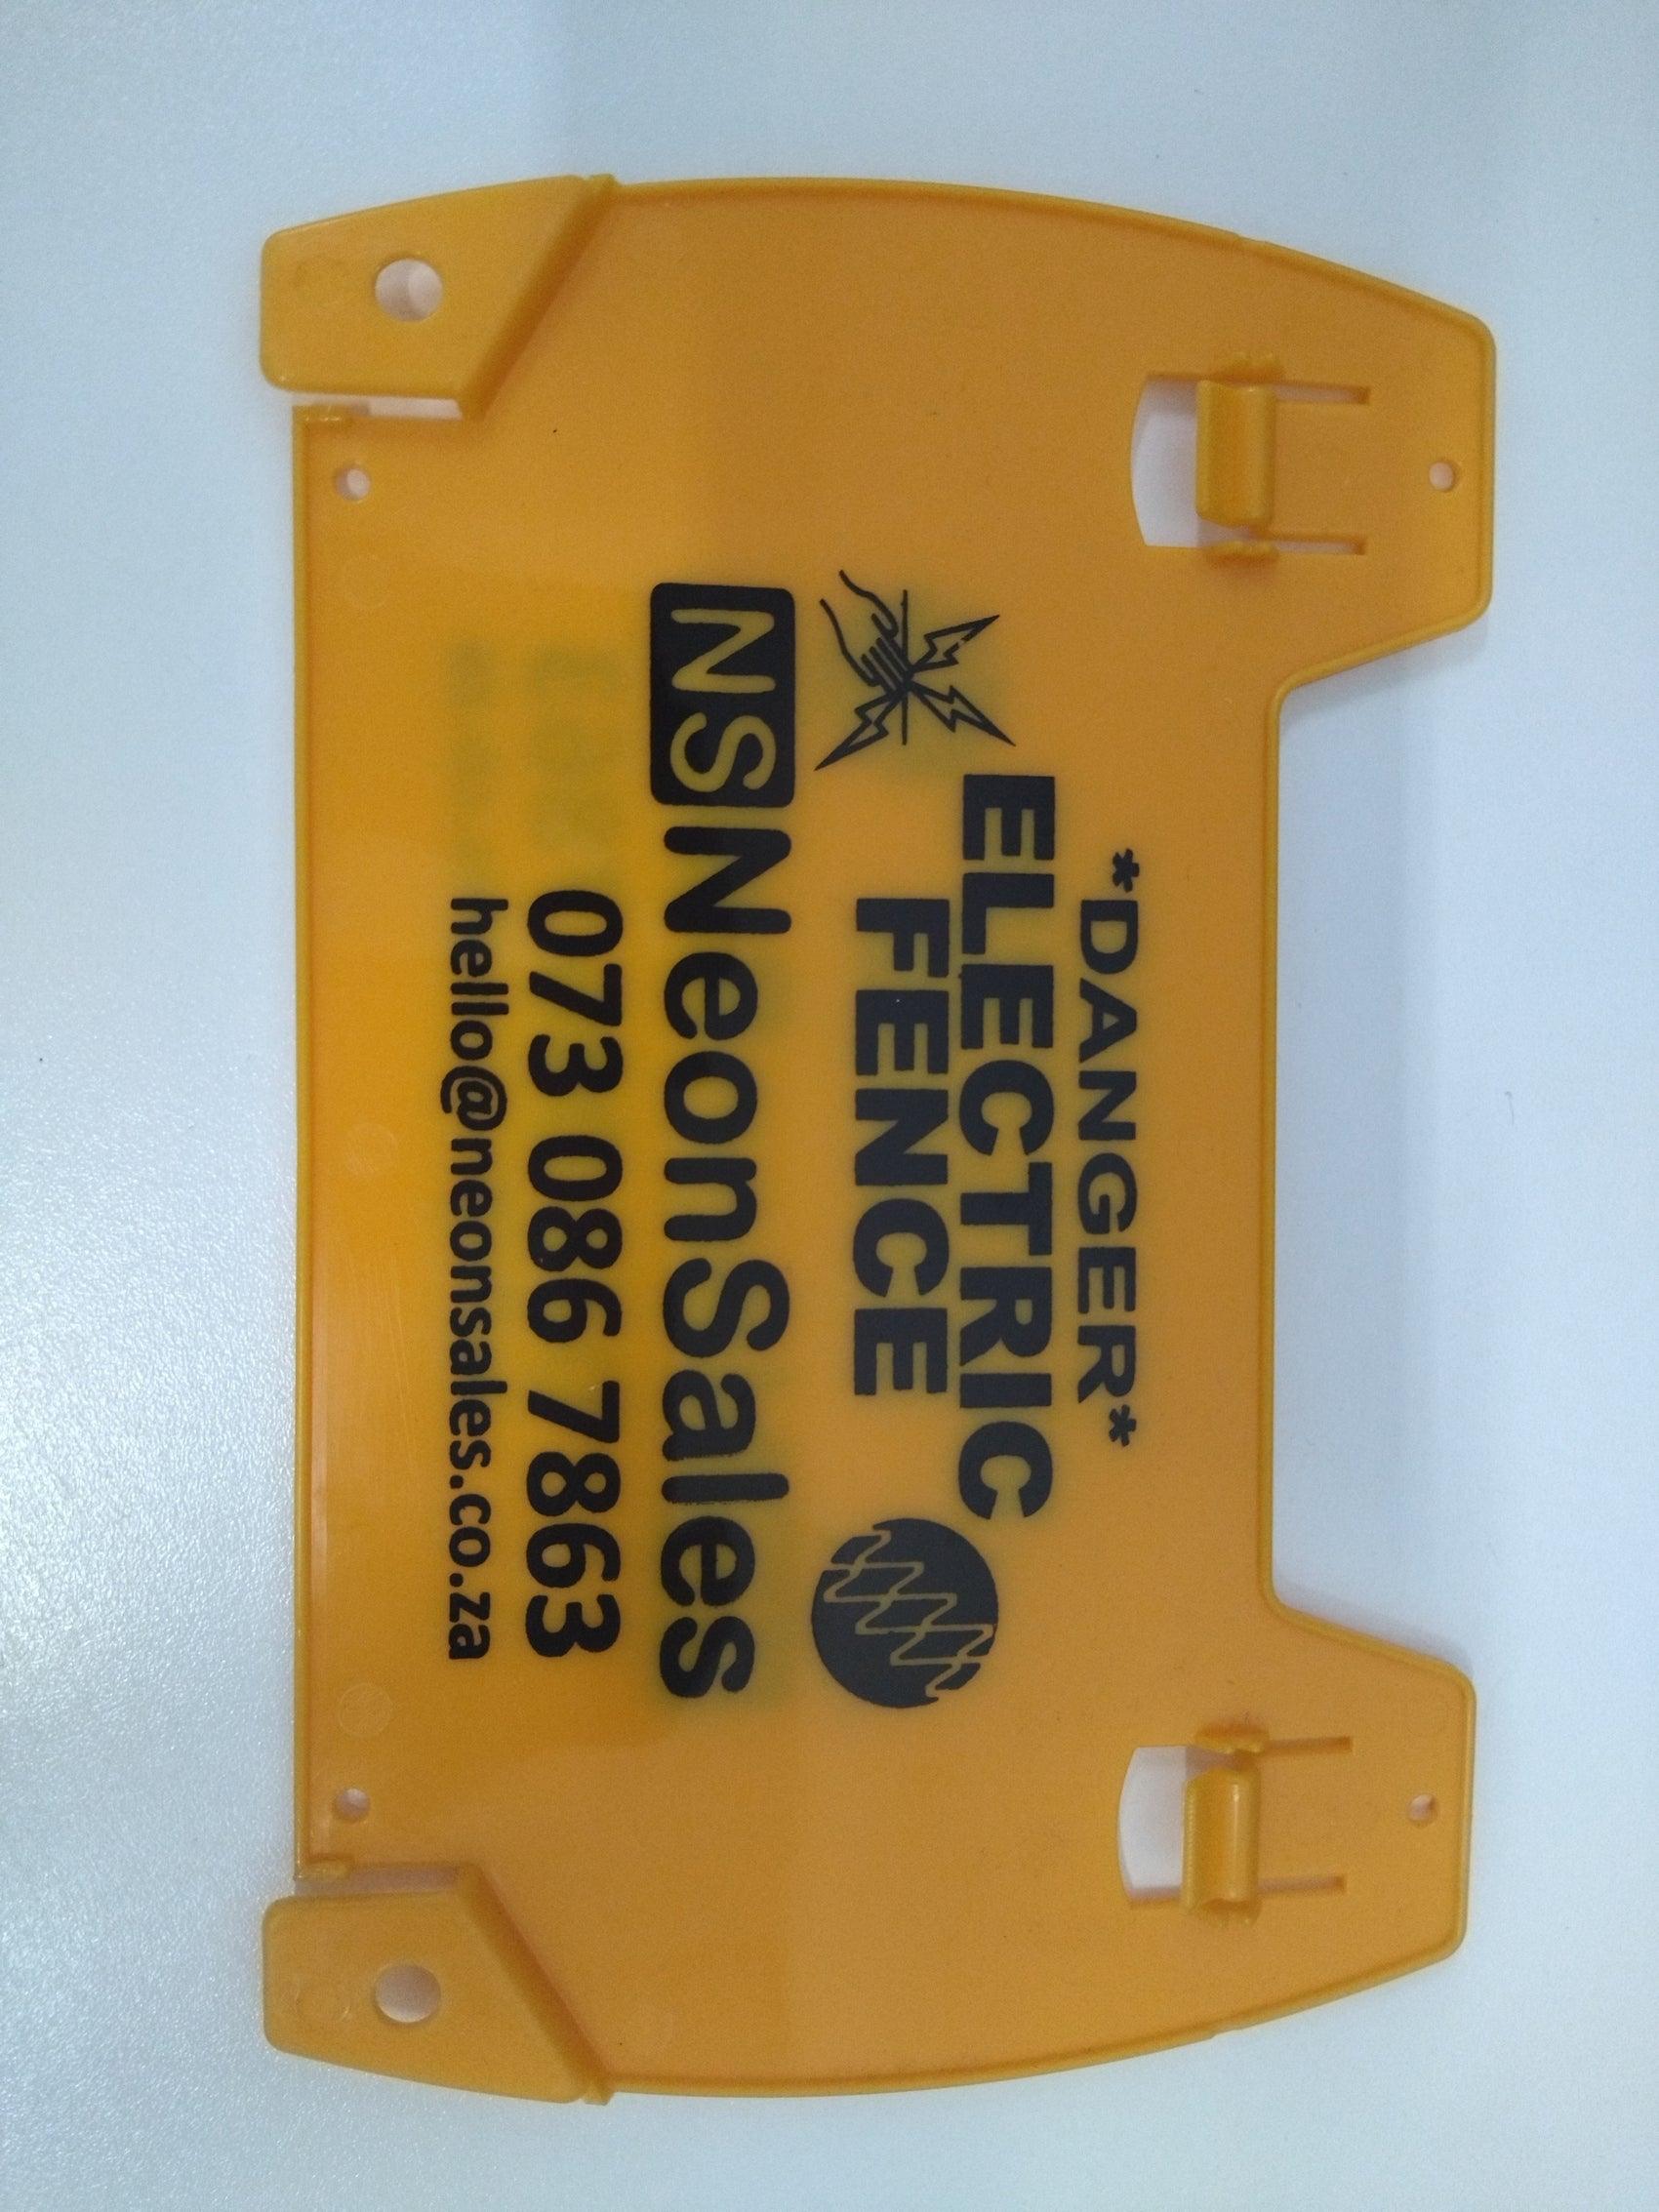 *DANGER*
ELECTRIC
FENCE
NS NeonSales
073 086 7863
hello@neonsales.co.za